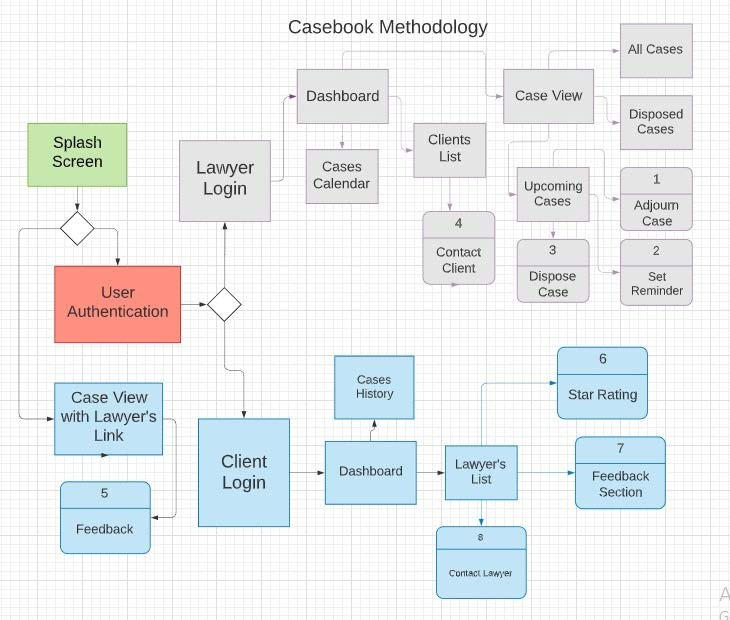 Casebook Methodology
All Cases
Dashboard
Case View
Disposed
Cases
Splash
Screen
Clients
List
Cases
Calendar
Lawyer
Login
Upcoming
Cases
1
Adjourn
Case
4
Contact
Client
3
Dispose
Case
2
Set
Reminder
User
Authentication
Case View
with Lawyer's
Link
5
Feedback
Client
Login
Cases
History
Dashboard
Lawyer's
List
6
Star Rating
7
Feedback
Section
8
Contact Lawyer
A
G